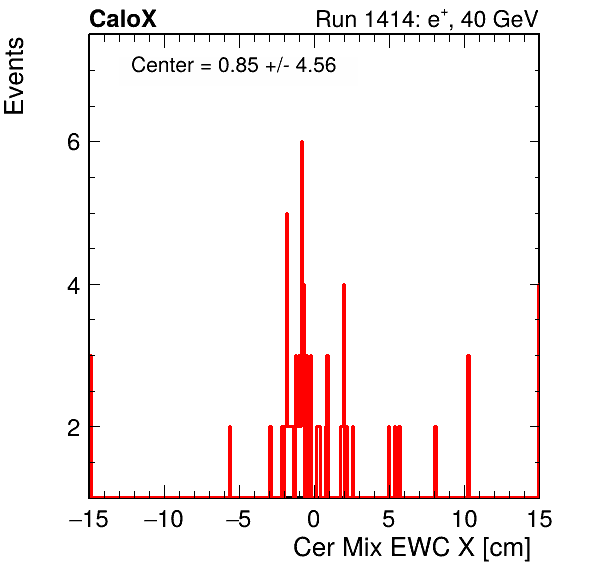 CaloX Run 1414: e⁺, 40 GeV
Center = 0.85 +/- 4.56
Events
6
4
2
−15 −10 −5 0 5 10 15
Cer Mix EWC X [cm]